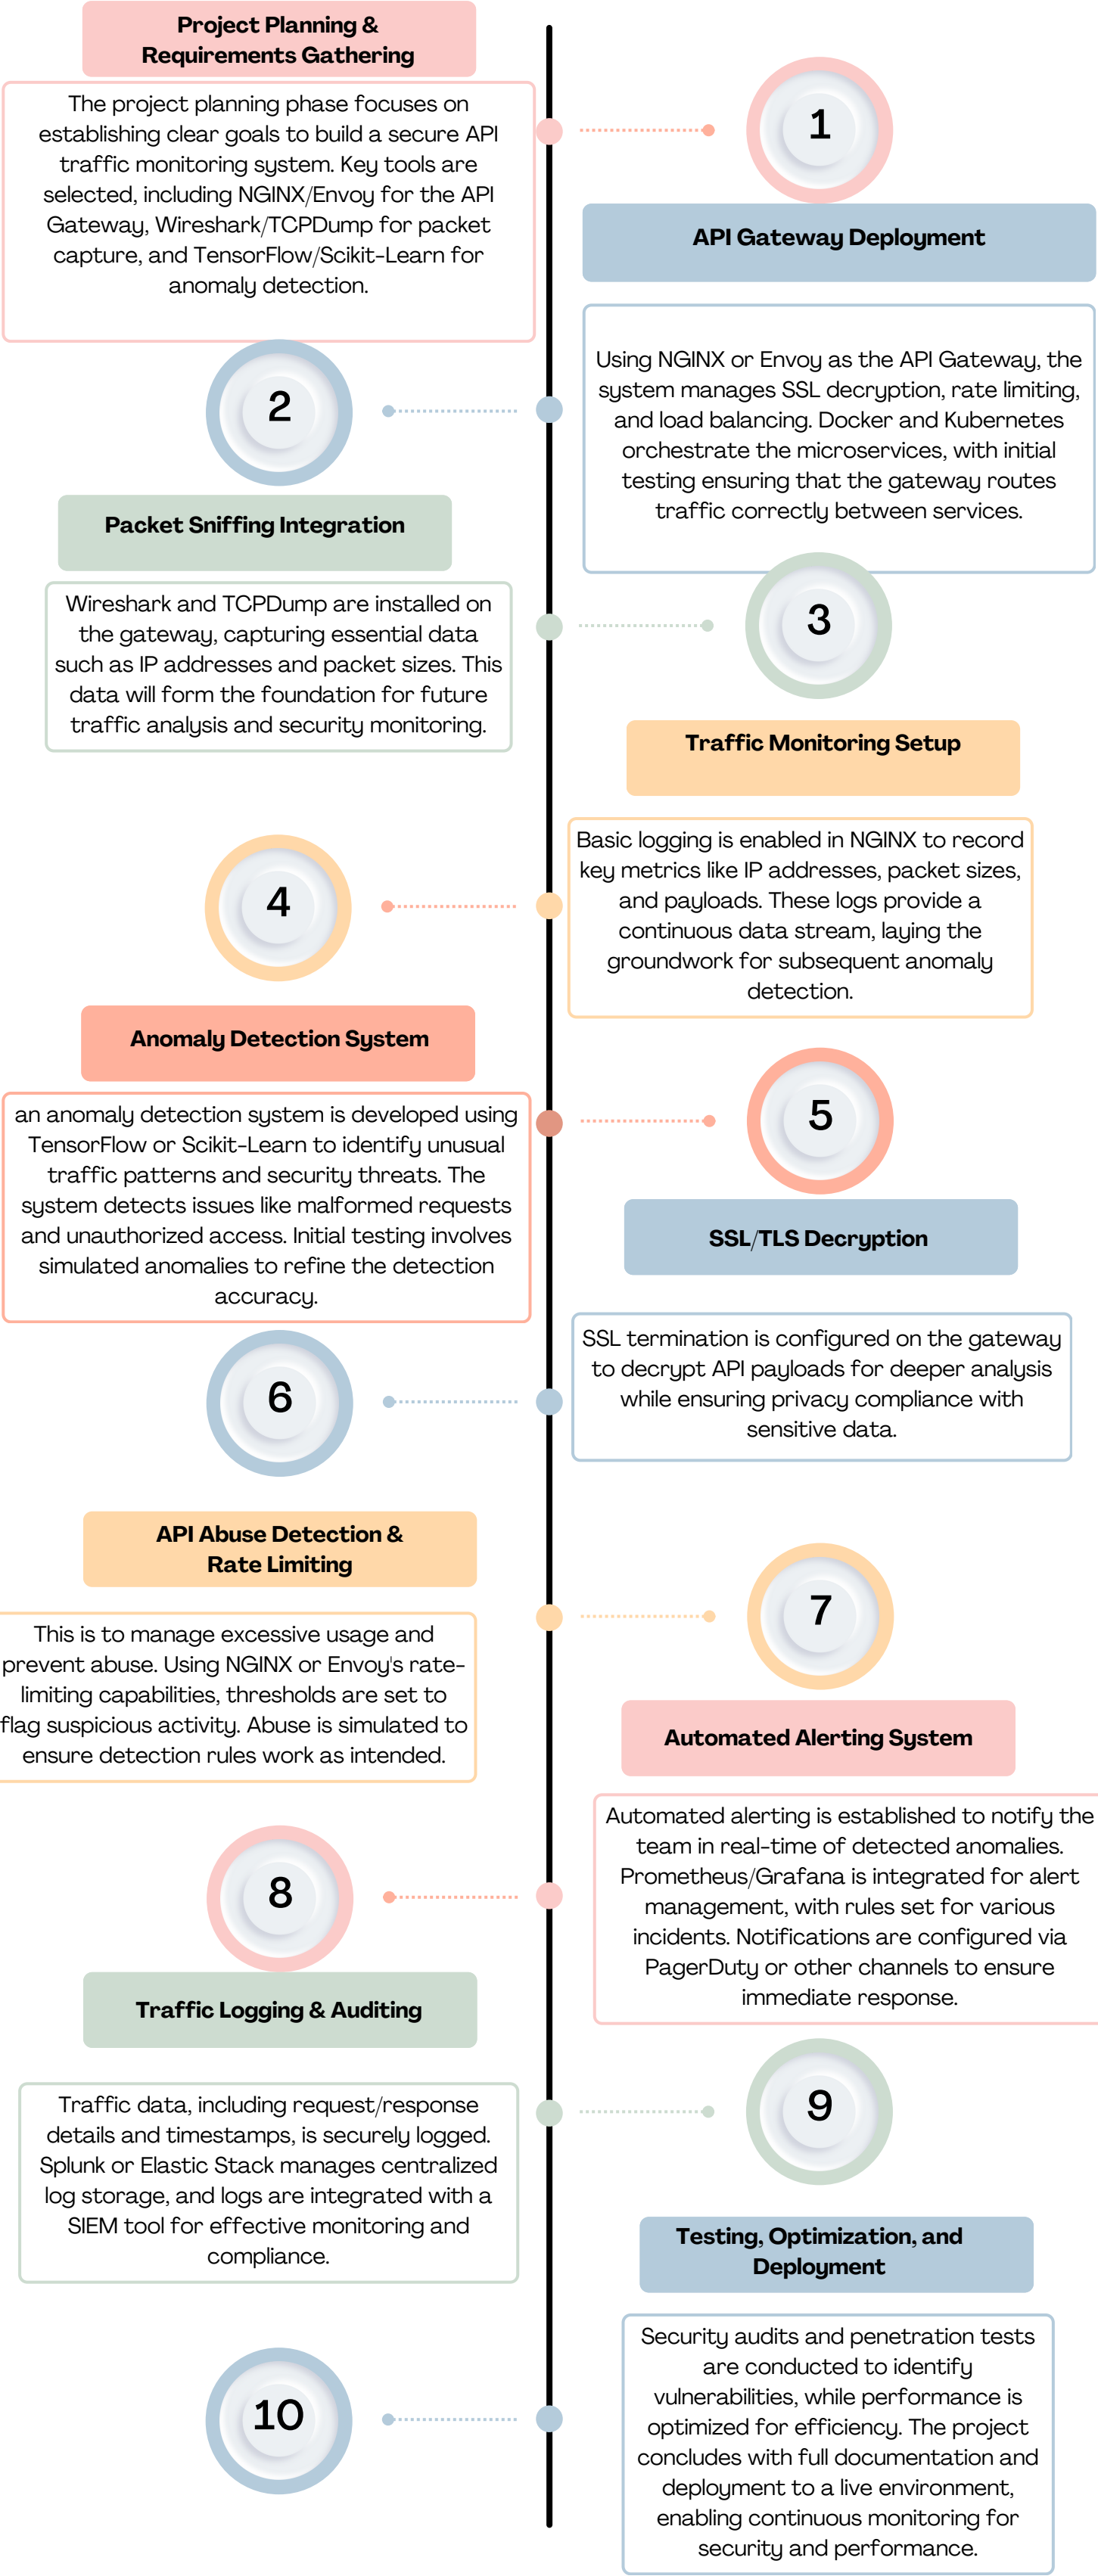 Project Planning &
Requirements Gathering
The project planning phase focuses on
establishing clear goals to build a secure API
traffic monitoring system. Key tools are
selected, including NGINX/Envoy for the API
Gateway, Wireshark/TCPDump for packet
capture, and TensorFlow/Scikit-Learn for
anomaly detection.
1
API Gateway Deployment
Using NGINX or Envoy as the API Gateway, the
system manages SSL decryption, rate limiting,
and load balancing. Docker and Kubernetes
orchestrate the microservices, with initial
testing ensuring that the gateway routes
traffic correctly between services.
2
Packet Sniffing Integration
Wireshark and TCPDump are installed on
the gateway, capturing essential data
such as IP addresses and packet sizes. This
data will form the foundation for future
traffic analysis and security monitoring.
3
Traffic Monitoring Setup
Basic logging is enabled in NGINX to record
key metrics like IP addresses, packet sizes,
and payloads. These logs provide a
continuous data stream, laying the
groundwork for subsequent anomaly
detection.
4
Anomaly Detection System
an anomaly detection system is developed using
TensorFlow or Scikit-Learn to identify unusual
traffic patterns and security threats. The
system detects issues like malformed requests
and unauthorized access. Initial testing involves
simulated anomalies to refine the detection
accuracy.
5
SSL/TLS Decryption
SSL termination is configured on the gateway
to decrypt API payloads for deeper analysis
while ensuring privacy compliance with
sensitive data.
6
API Abuse Detection &
Rate Limiting
This is to manage excessive usage and
prevent abuse. Using NGINX or Envoy's rate-
limiting capabilities, thresholds are set to
flag suspicious activity. Abuse is simulated to
ensure detection rules work as intended.
7
Automated Alerting System
Automated alerting is established to notify the
team in real-time of detected anomalies.
Prometheus/Grafana is integrated for alert
management, with rules set for various
incidents. Notifications are configured via
PagerDuty or other channels to ensure
immediate response.
8
Traffic Logging & Auditing
Traffic data, including request/response
details and timestamps, is securely logged.
Splunk or Elastic Stack manages centralized
log storage, and logs are integrated with a
SIEM tool for effective monitoring and
compliance.
9
Testing, Optimization, and
Deployment
Security audits and penetration tests
are conducted to identify
vulnerabilities, while performance is
optimized for efficiency. The project
concludes with full documentation and
deployment to a live environment,
enabling continuous monitoring for
security and performance.
10